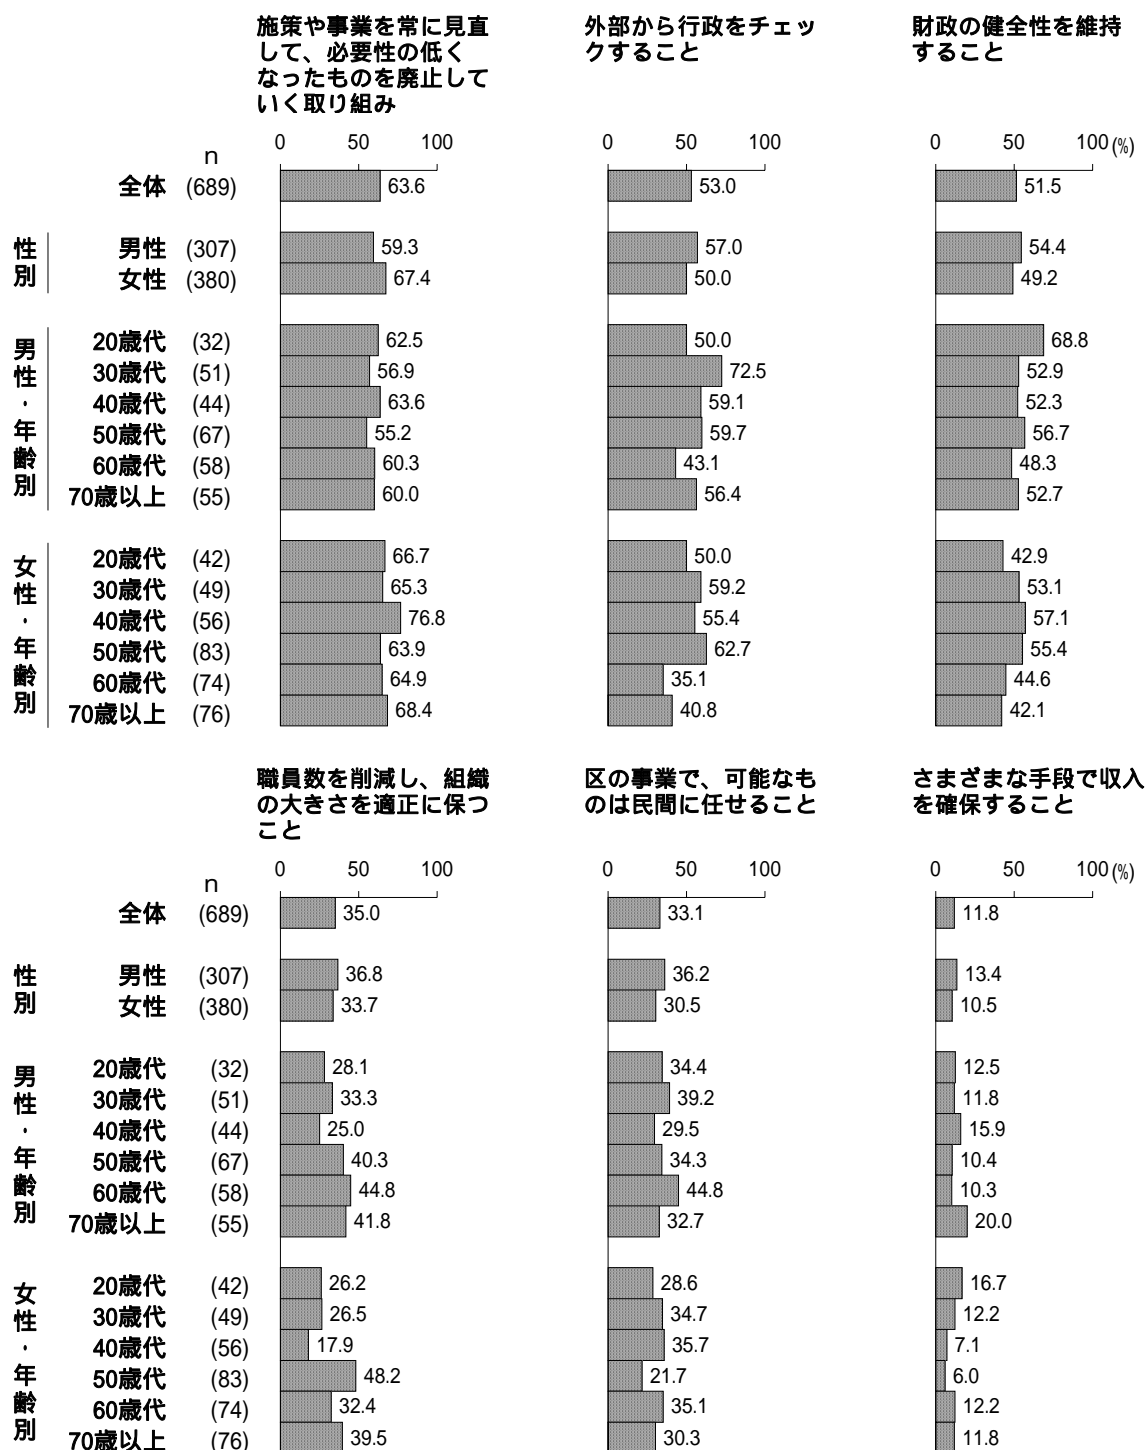 施策や事業を常に見直 外部から行政をチェッ 財政の健全性を維持
して、必要性の低く クすること すること
なったものを廃止して
いく取り組み
0 50 100 0 50 100 0 50 100(%)
n
全体 (689) 63.6 53.0 51.5
性別
男性 (307) 59.3 57.0 54.4
女性 (380) 67.4 50.0 49.2
男性・年齢別
20歳代 (32) 62.5 50.0 68.8
30歳代 (51) 56.9 72.5 52.9
40歳代 (44) 63.6 59.1 52.3
50歳代 (67) 55.2 59.7 56.7
60歳代 (58) 60.3 43.1 48.3
70歳以上 (55) 60.0 56.4 52.7
女性・年齢別
20歳代 (42) 66.7 50.0 42.9
30歳代 (49) 65.3 59.2 53.1
40歳代 (56) 76.8 55.4 57.1
50歳代 (83) 63.9 62.7 55.4
60歳代 (74) 64.9 35.1 44.6
70歳以上 (76) 68.4 40.8 42.1
職員数を削減し、組織 区の事業で、可能なも さまざまな手段で収入
の大きさを適正に保つ のは民間に任せること を確保すること
こと
0 50 100 0 50 100 0 50 100(%)
n
全体 (689) 35.0 33.1 11.8
性別
男性 (307) 36.8 36.2 13.4
女性 (380) 33.7 30.5 10.5
男性・年齢別
20歳代 (32) 28.1 34.4 12.5
30歳代 (51) 33.3 39.2 11.8
40歳代 (44) 25.0 29.5 15.9
50歳代 (67) 40.3 34.3 10.4
60歳代 (58) 44.8 44.8 10.3
70歳以上 (55) 41.8 32.7 20.0
女性・年齢別
20歳代 (42) 26.2 28.6 16.7
30歳代 (49) 26.5 34.7 12.2
40歳代 (56) 17.9 35.7 7.1
50歳代 (83) 48.2 21.7 6.0
60歳代 (74) 32.4 35.1 12.2
70歳以上 (76) 39.5 30.3 11.8